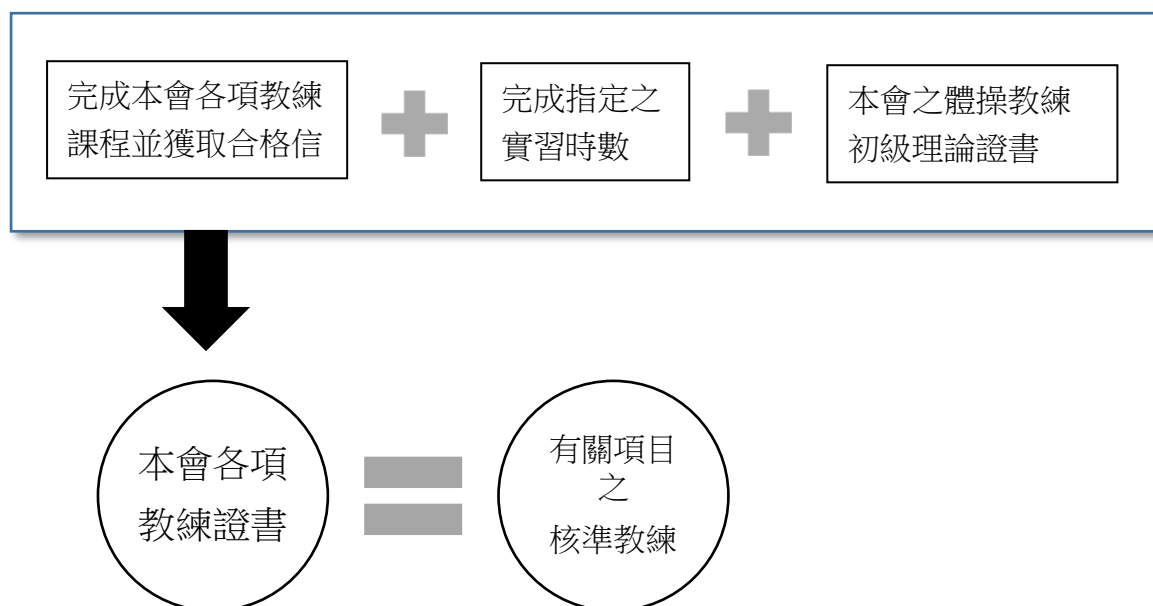 完成本會各項教練
課程並獲取合格信
完成指定之
實習時數
本會之體操教練
初級理論證書
本會各項
教練證書
有關項目
之
核準教練